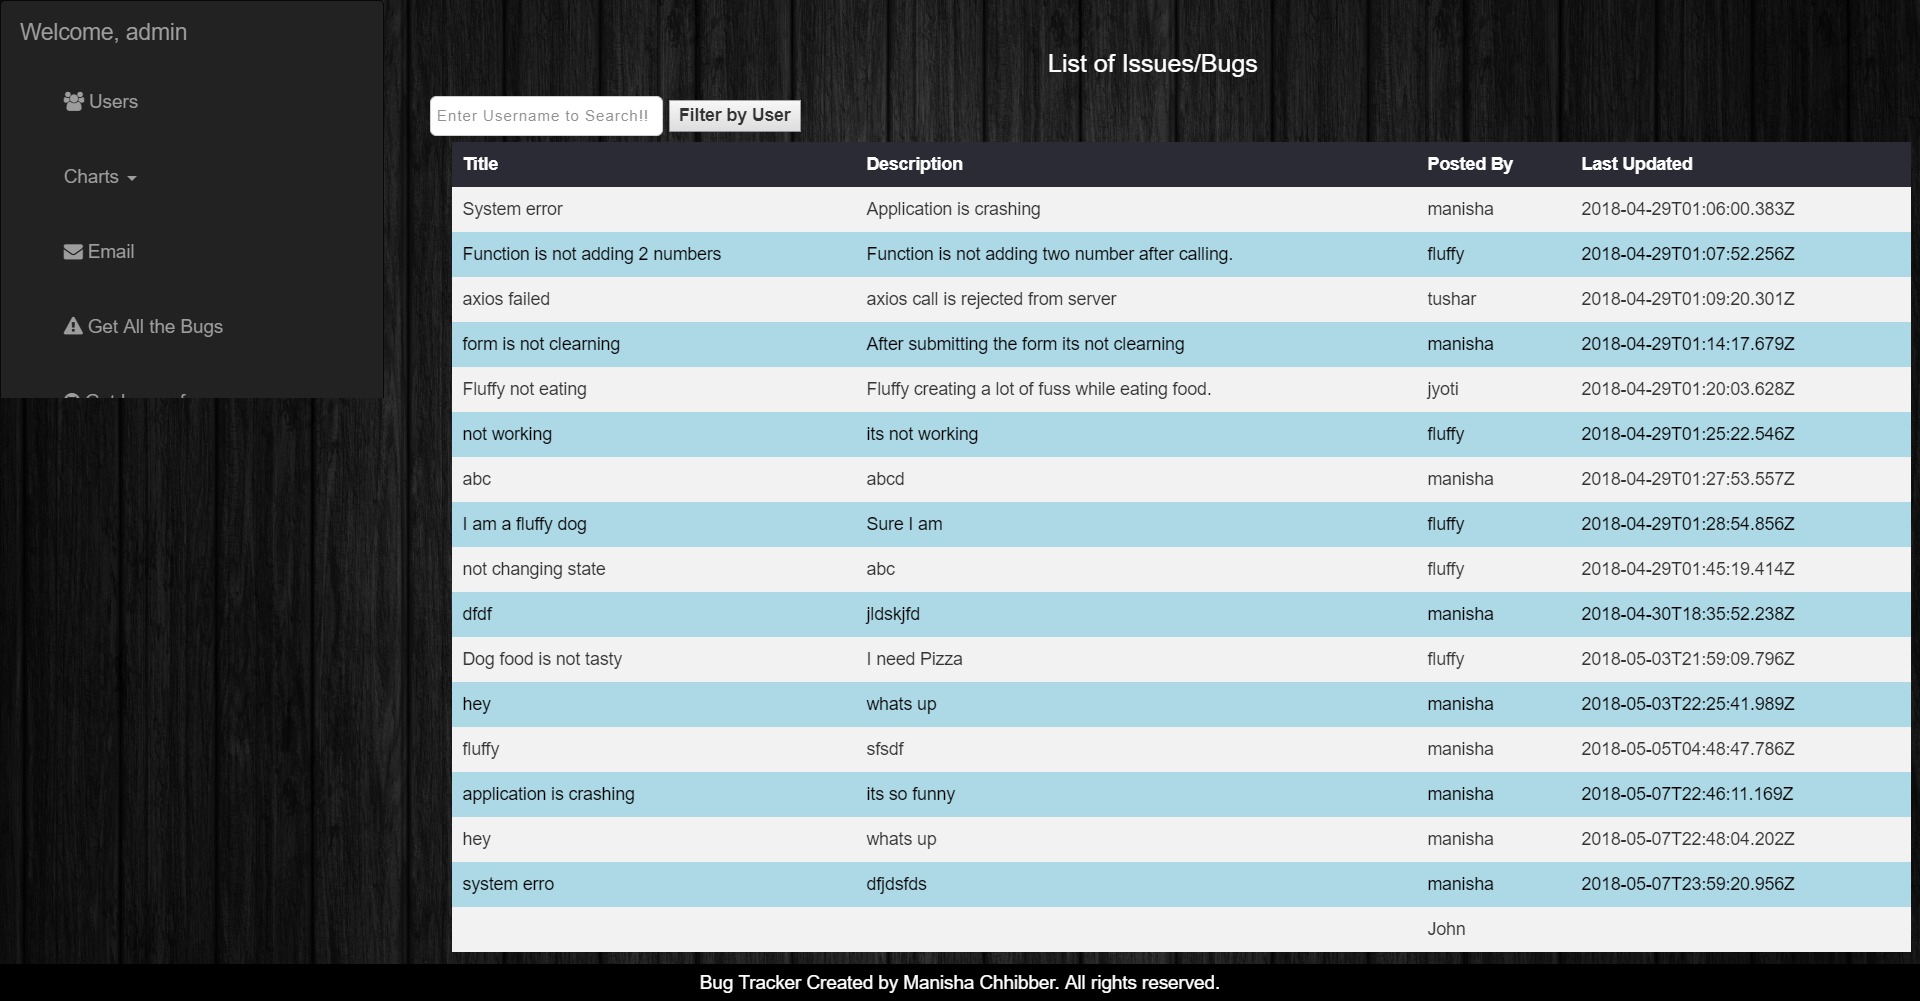 Welcome, admin
Users
Charts
Email
Get All the Bugs
List of Issues/Bugs
Enter Username to Search!! Filter by User
Title Description Posted By Last Updated
System error Application is crashing manisha 2018-04-29T01:06:00.383Z
Function is not adding 2 numbers Function is not adding two number after calling. fluffy 2018-04-29T01:07:52.256Z
axios failed axios call is rejected from server tushar 2018-04-29T01:09:20.301Z
form is not clearning After submitting the form its not clearning manisha 2018-04-29T01:14:17.679Z
Fluffy not eating Fluffy creating a lot of fuss while eating food. jyoti 2018-04-29T01:20:03.628Z
not working its not working fluffy 2018-04-29T01:25:22.546Z
abc abcd manisha 2018-04-29T01:27:53.557Z
I am a fluffy dog Sure I am fluffy 2018-04-29T01:28:54.856Z
not changing state abc fluffy 2018-04-29T01:45:19.414Z
dfdf jldskjfd manisha 2018-04-30T18:35:52.238Z
Dog food is not tasty I need Pizza fluffy 2018-05-03T21:59:09.796Z
hey whats up manisha 2018-05-03T22:25:41.989Z
fluffy sfsdf manisha 2018-05-05T04:48:47.786Z
application is crashing its so funny manisha 2018-05-07T22:46:11.169Z
hey whats up manisha 2018-05-07T22:48:04.202Z
system erro dfjdsfds manisha 2018-05-07T23:59:20.956Z
John
Bug Tracker Created by Manisha Chhibber. All rights reserved.